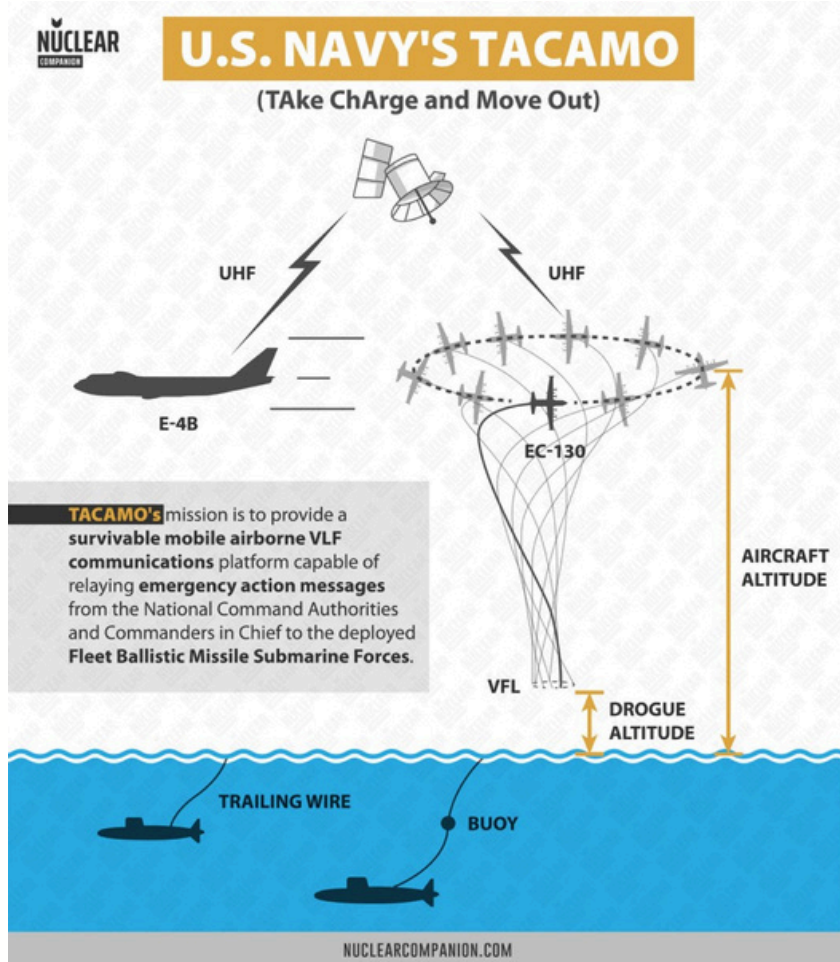 NUCLEAR
COMPANION
U.S. NAVY'S TACAMO
(TAke ChArge and Move Out)
UHF
UHF
E-4B
EC-130
TACAMO's mission is to provide a
survivable mobile airborne VLF
communications platform capable of
relaying emergency action messages
from the National Command Authorities
and Commanders in Chief to the deployed
Fleet Ballistic Missile Submarine Forces.
AIRCRAFT
ALTITUDE
VFL
DROGUE
ALTITUDE
TRAILING WIRE
BUOY
NUCLEARCOMPANION.COM